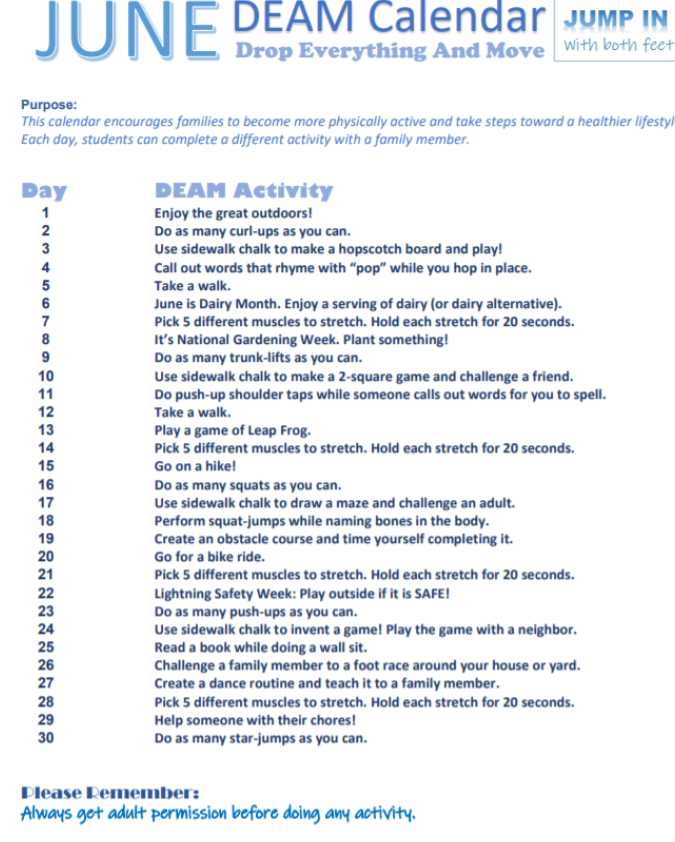 JUNE DEAM Calendar JUMP IN
Drop Everything And Move With both feet
Purpose:
This calendar encourages families to become more physically active and take steps toward a healthier
Each day, students can complete a different activity with a family member.
Day DEAM Activity
1 Enjoy the great outdoors!
2 Do as many curl-ups as you can.
3 Use sidewalk chalk to make a hopscotch board and play!
4 Call out words that rhyme with “pop” while you hop in place.
5 Take a walk.
6 June is Dairy Month. Enjoy a serving of dairy (or dairy alternative).
7 Pick 5 different muscles to stretch. Hold each stretch for 20 seconds.
8 It’s National Gardening Week. Plant something!
9 Do as many trunk-lifts as you can.
10 Use sidewalk chalk to make a 2-square game and challenge a friend.
11 Do push-up shoulder taps while someone calls out words for you to spell.
12 Take a walk.
13 Play a game of Leap Frog.
14 Pick 5 different muscles to stretch. Hold each stretch for 20 seconds.
15 Go on a hike!
16 Do as many squats as you can.
17 Use sidewalk chalk to draw a maze and challenge an adult.
18 Perform squat-jumps while naming bones in the body.
19 Create an obstacle course and time yourself completing it.
20 Go for a bike ride.
21 Pick 5 different muscles to stretch. Hold each stretch for 20 seconds.
22 Lightning Safety Week: Play outside if it is SAFE!
23 Do as many push-ups as you can.
24 Use sidewalk chalk to invent a game! Play the game with a neighbor.
25 Read a book while doing a wall sit.
26 Challenge a family member to a foot race around your house or yard.
27 Create a dance routine and teach it to a family member.
28 Pick 5 different muscles to stretch. Hold each stretch for 20 seconds.
29 Help someone with their chores!
30 Do as many star-jumps as you can.
Please Remember:
Always get adult permission before doing any activity.